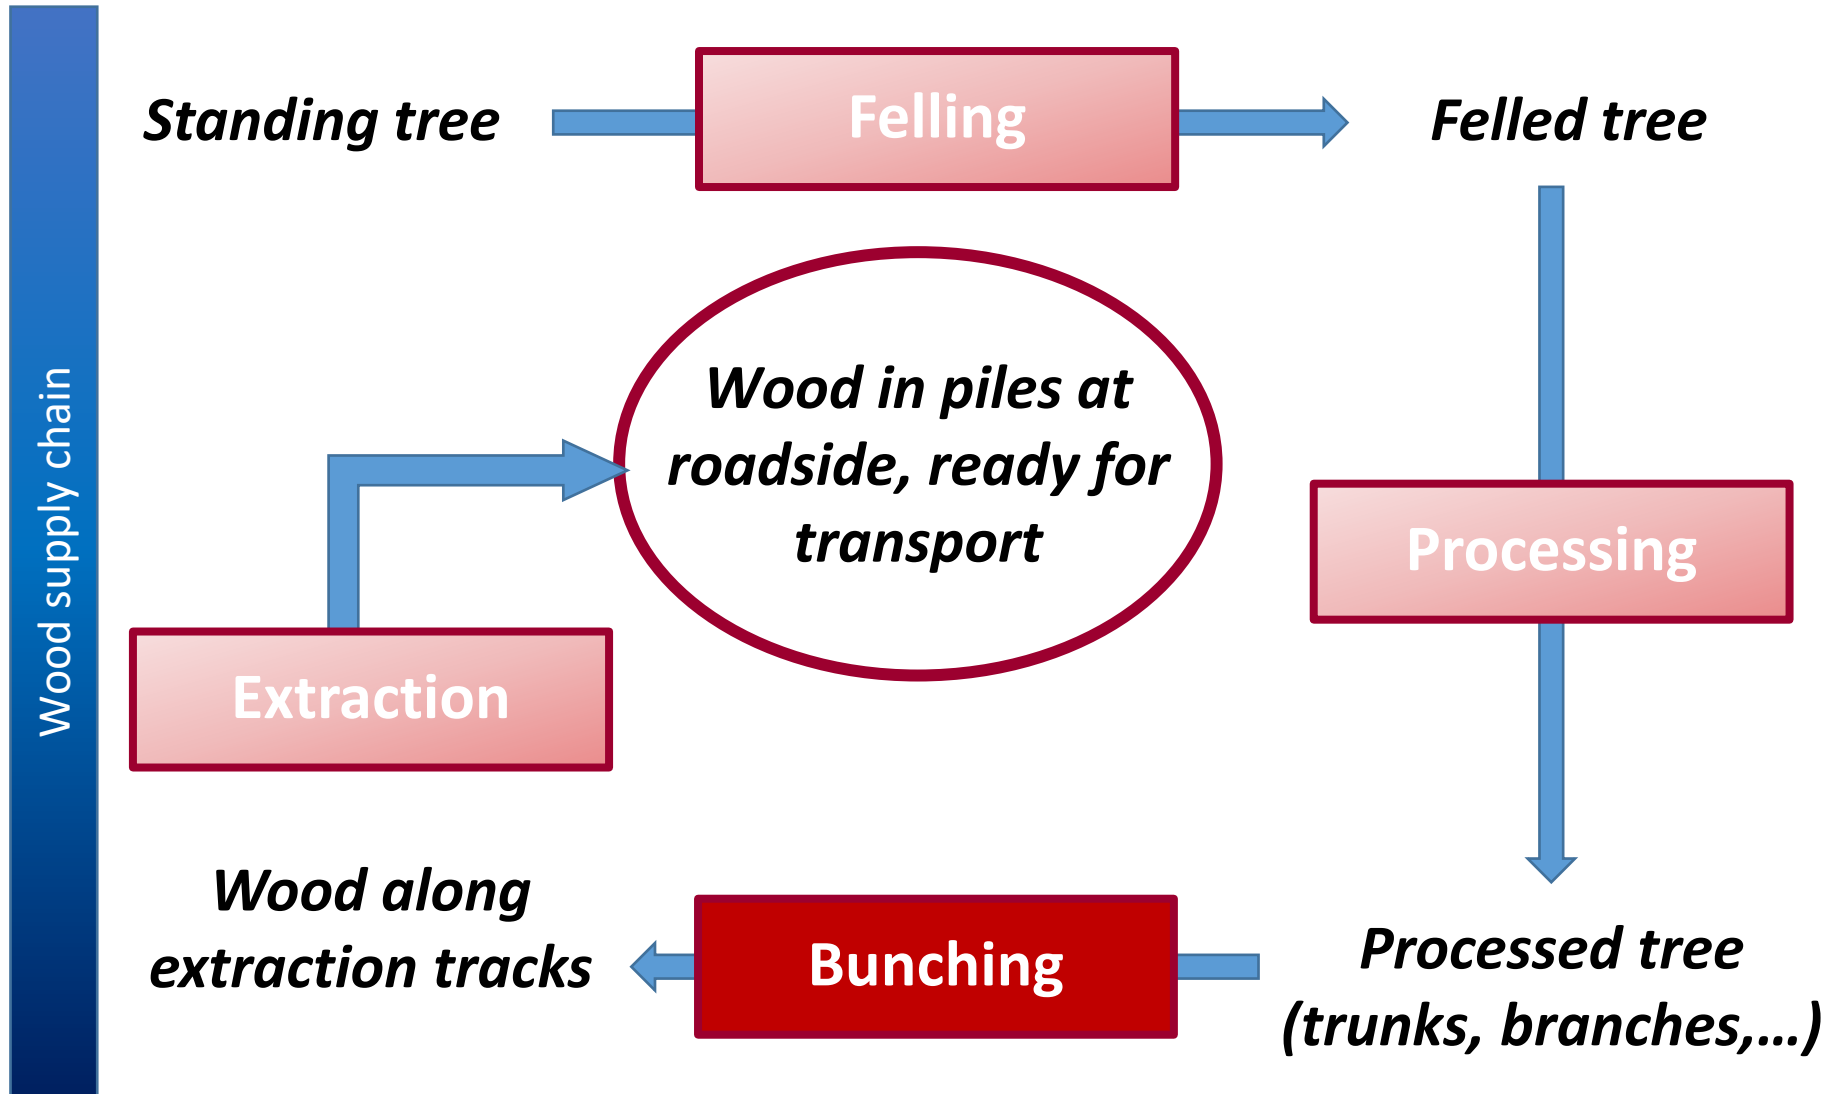 Wood supply chain
Standing tree
Felling
Felled tree
Processing
Processed tree
(trunks, branches,...)
Bunching
Wood along
extraction tracks
Extraction
Wood in piles at
roadside, ready for
transport